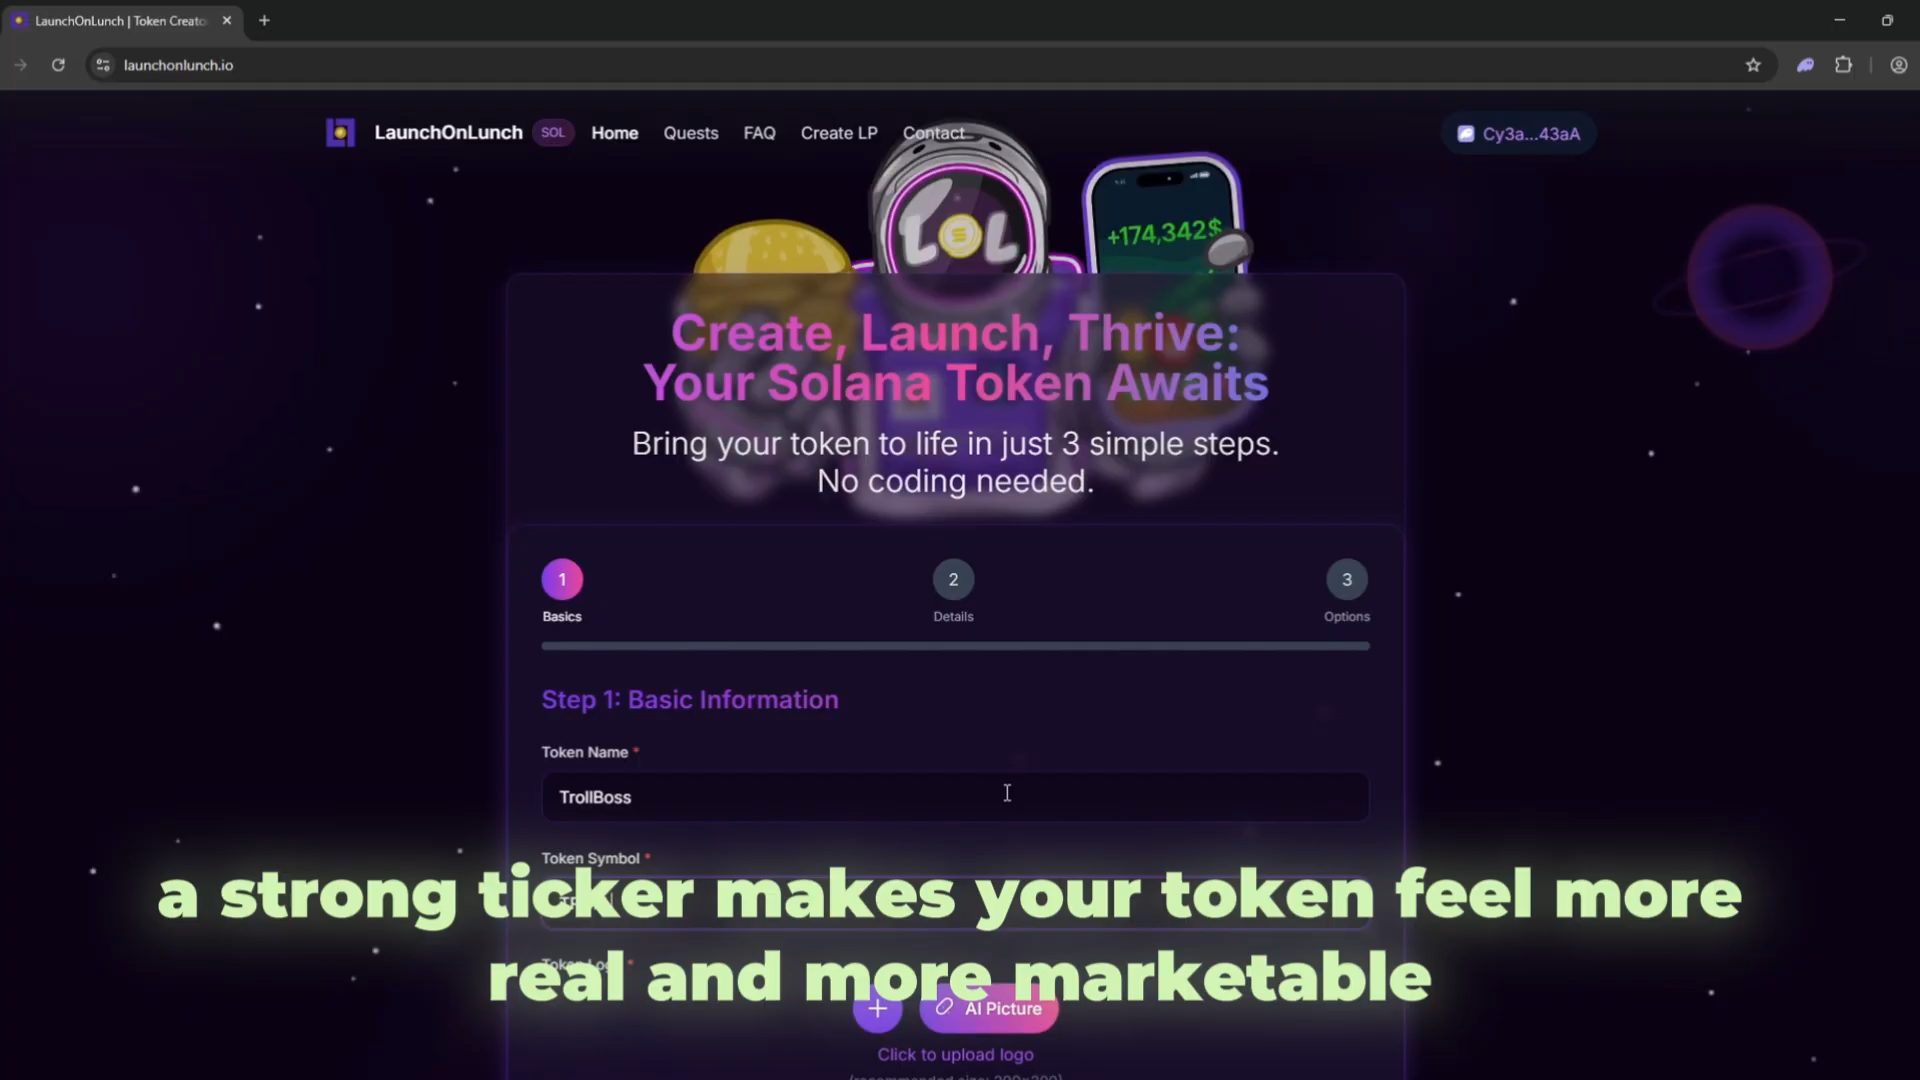 LaunchOnLunch | Token Creato
launchonlunch.io
LaunchOnLunch SOL Home Quests FAQ Create LP Contact Cy3a...43aA
+174,342$
LOL
Create, Launch, Thrive:
Your Solana Token Awaits
Bring your token to life in just 3 simple steps.
No coding needed.
1 2 3
Basics Details Options
Step 1: Basic Information
Token Name *
TrollBoss
Token Symbol *
a strong ticker makes your token feel more
real and more marketable
+ AI Picture
Click to upload logo